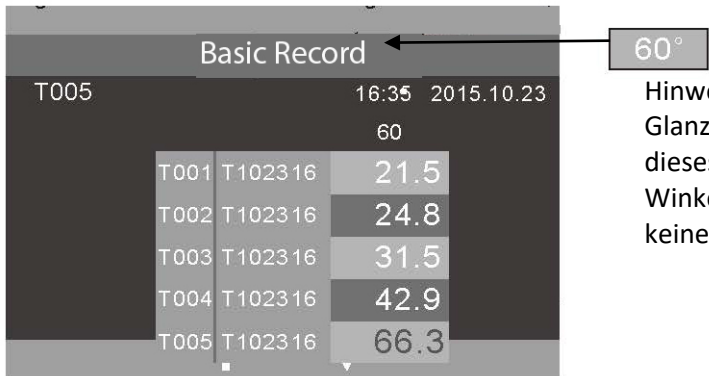 Basic Record
60°
T005 16:35 2015.10.23
60
T001 T102316 21.5
T002 T102316 24.8
T003 T102316 31.5
T004 T102316 42.9
T005 T102316 66.3
Glanz